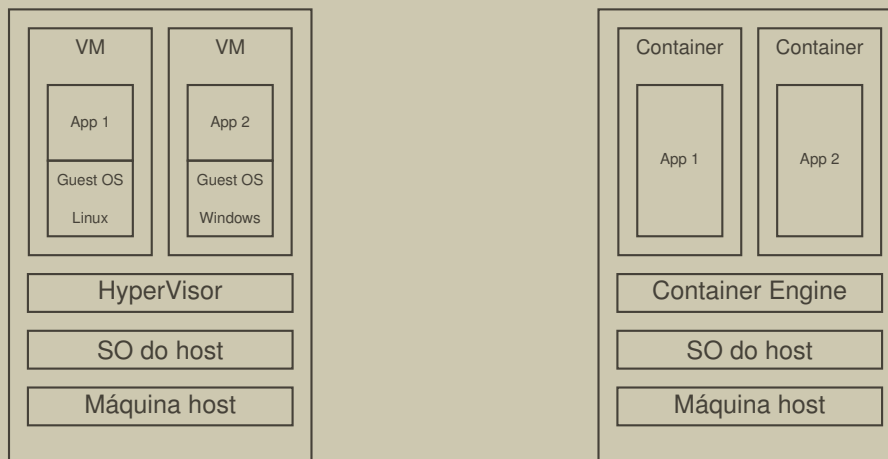 VM
App 1
Guest OS
Linux
VM
App 2
Guest OS
Windows
HyperVisor
SO do host
Máquina host
Container
App 1
Container
App 2
Container Engine
SO do host
Máquina host